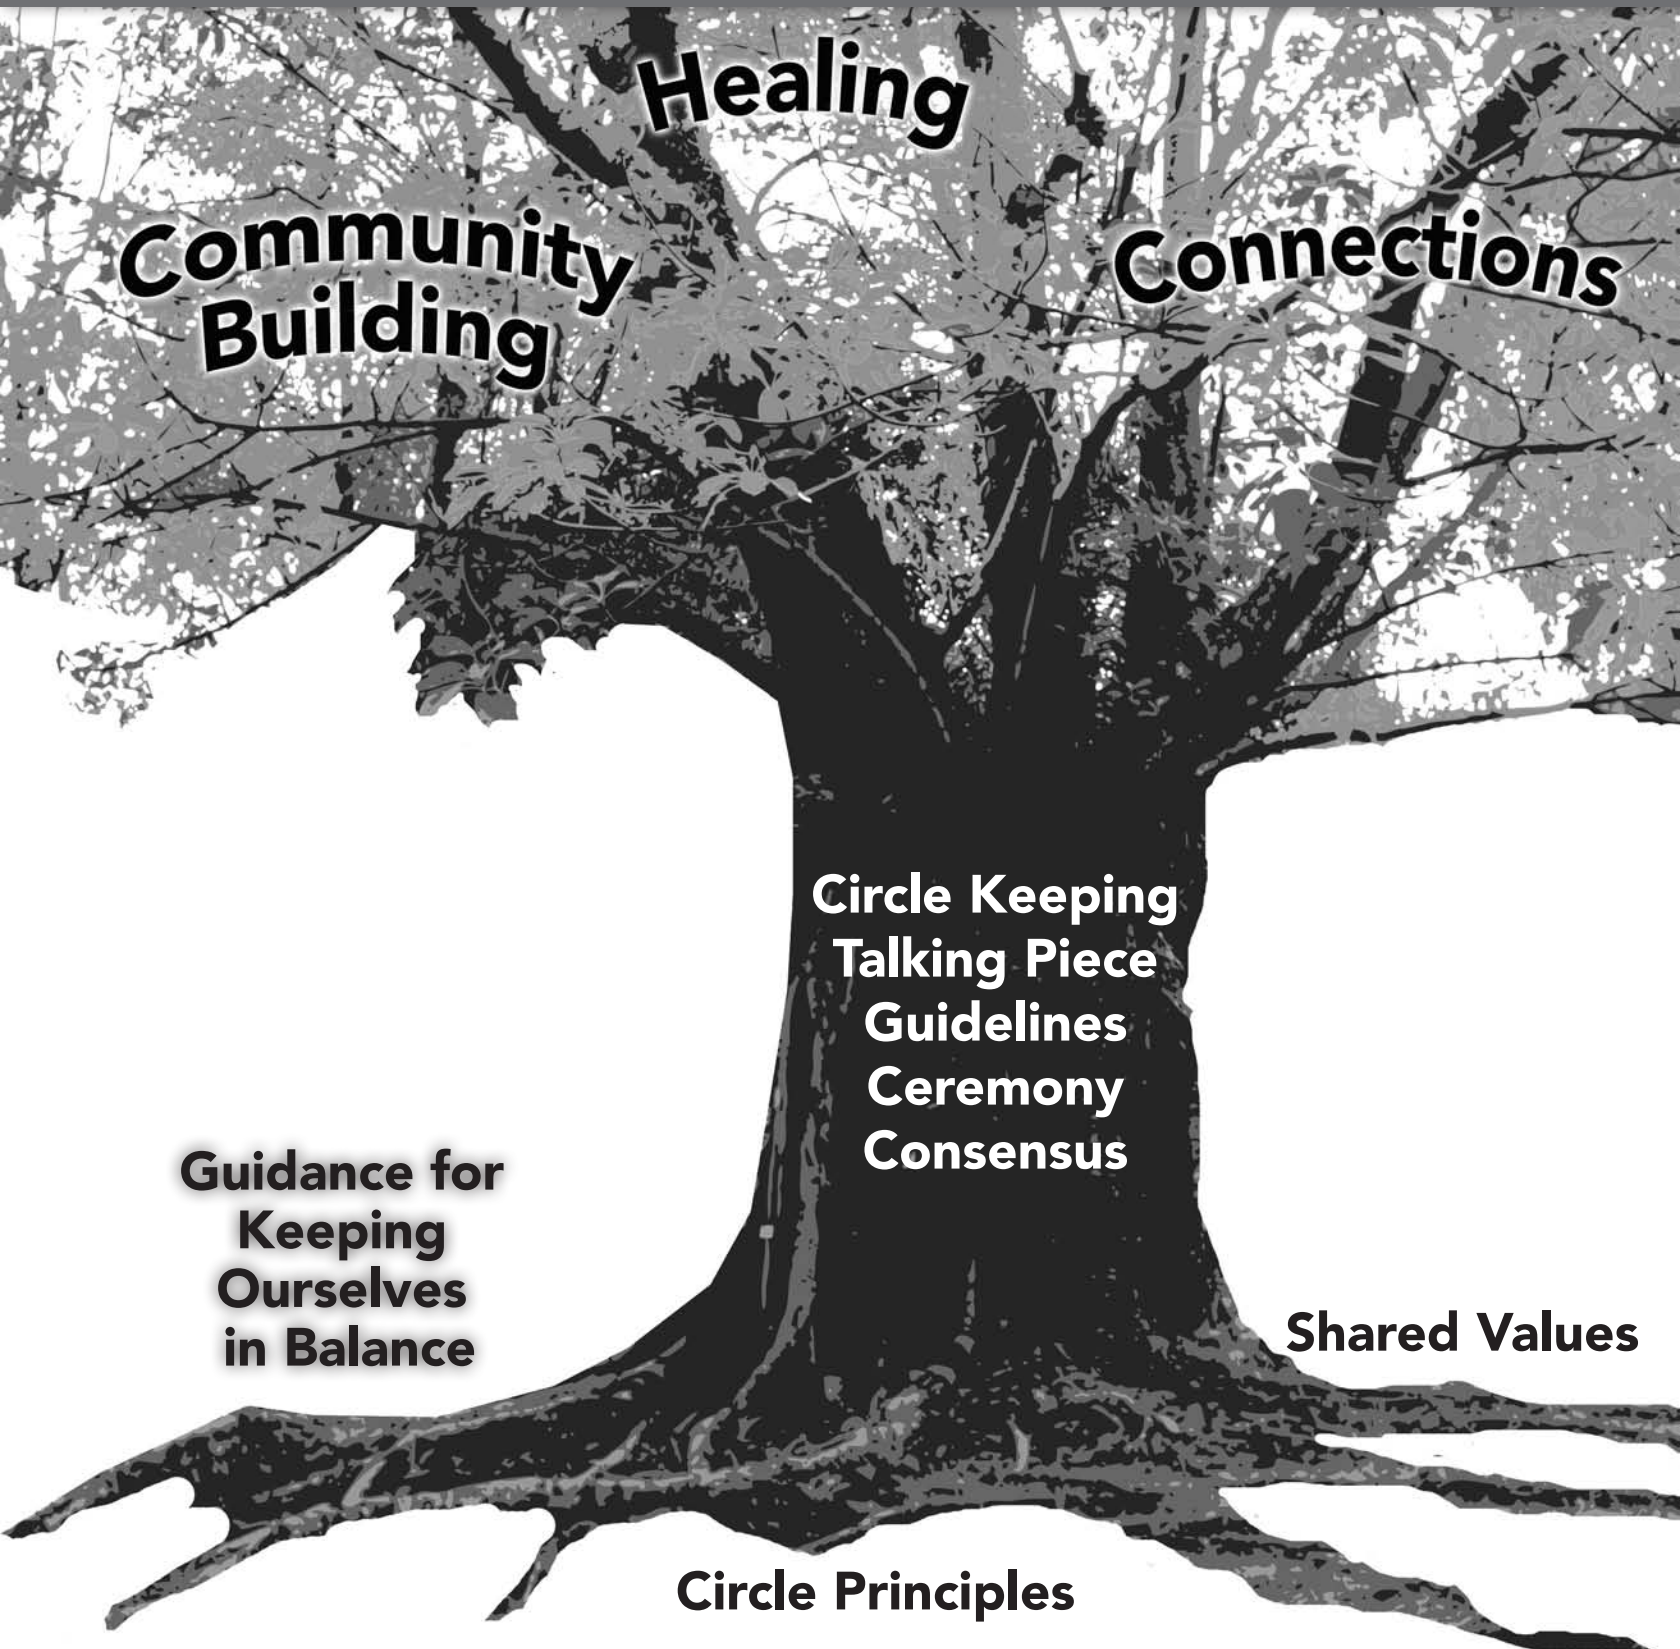 Healing
Community
Building
Connections
Circle Keeping
Talking Piece
Guidelines
Ceremony
Consensus
Guidance for
Keeping
Ourselves
in Balance
Shared Values
Circle Principles